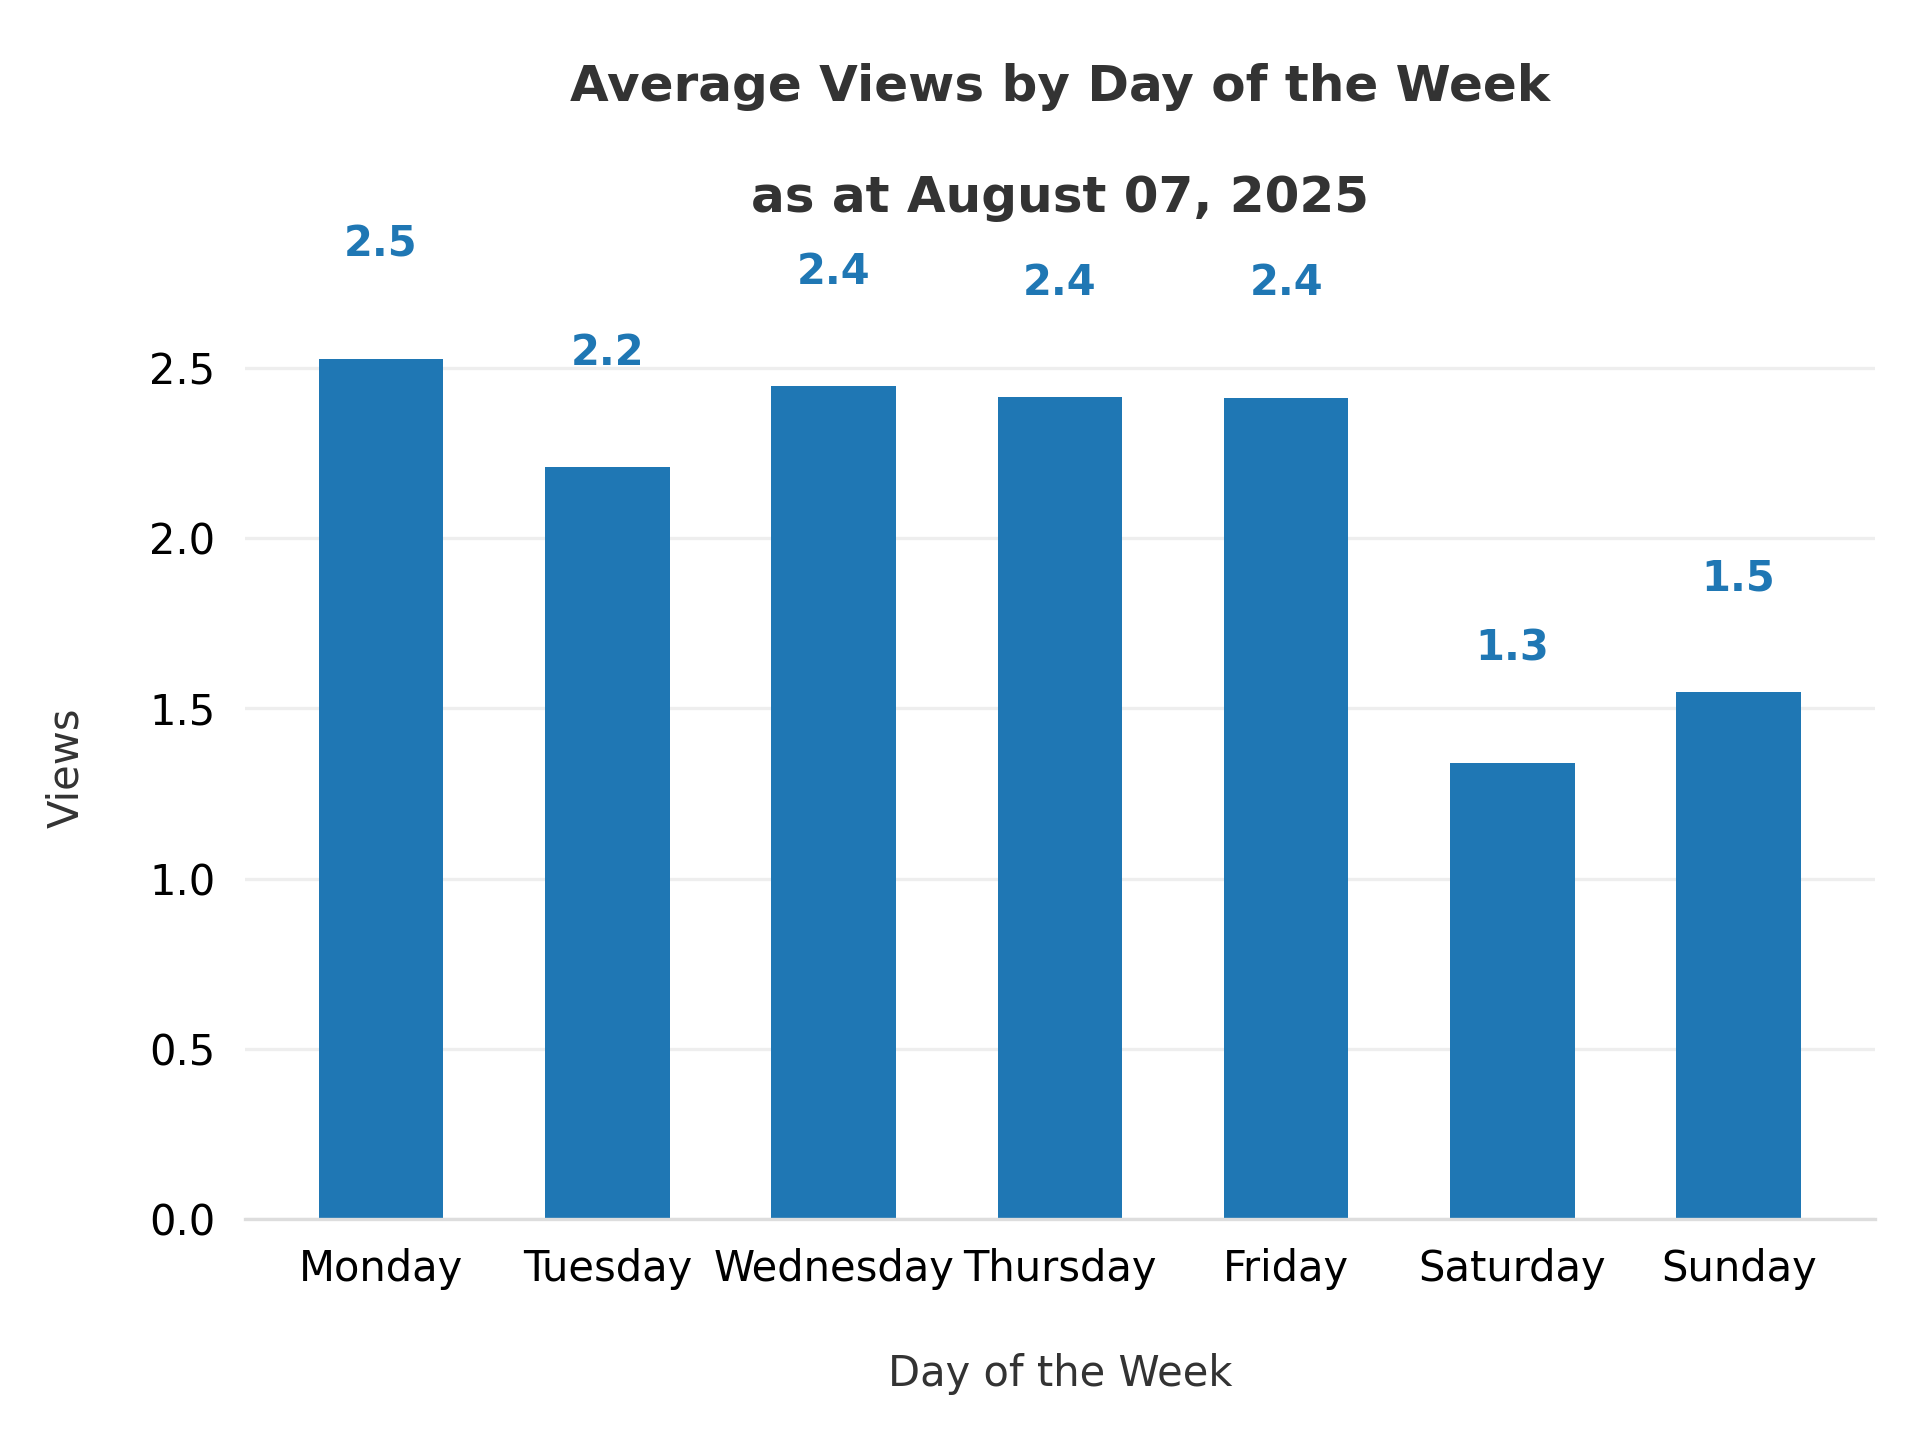 Average Views by Day of the Week
as at August 07, 2025
2.5
2.2
2.4
2.4
2.4
1.3
1.5
2.5
2.0
1.5
1.0
0.5
0.0
Views
Monday Tuesday Wednesday Thursday Friday Saturday Sunday
Day of the Week